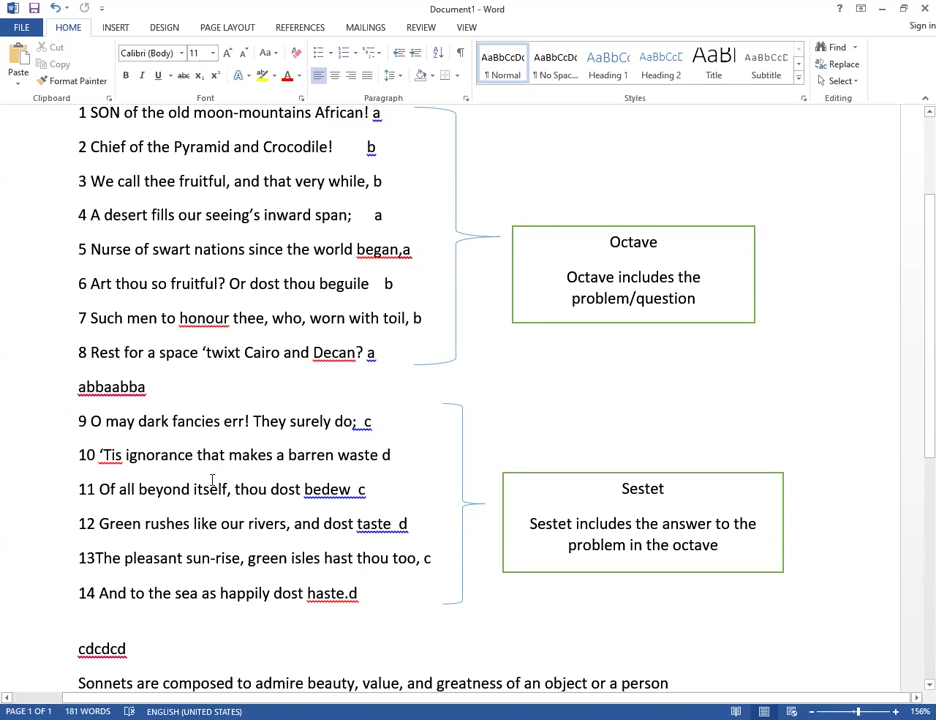 Document1 - Word
Sign in
FILE HOME INSERT DESIGN PAGE LAYOUT REFERENCES MAILINGS REVIEW VIEW
Paste
Cut
Copy
Format Painter
Clipboard
Calibri (Body) 11
Font
Paragraph
AaBbCcDc ¶ Normal
AaBbCcDc ¶ No Spac...
AaBbCc Heading 1
AaBbCcD Heading 2
AaBI Title
AaBbCcD Subtitle
Styles
Find
Replace
Select
Editing
1 SON of the old moon-mountains African! a
2 Chief of the Pyramid and Crocodile! b
3 We call thee fruitful, and that very while, b
4 A desert fills our seeing’s inward span; a
5 Nurse of swart nations since the world began,a
6 Art thou so fruitful? Or dost thou beguile b
7 Such men to honour thee, who, worn with toil, b
8 Rest for a space ‘twixt Cairo and Decan? a
abbaabba
Octave
Octave includes the
problem/question
9 O may dark fancies err! They surely do; c
10 ‘Tis ignorance that makes a barren waste d
11 Of all beyond itself, thou dost bedew c
12 Green rushes like our rivers, and dost taste d
13The pleasant sun-rise, green isles hast thou too, c
14 And to the sea as happily dost haste.d
Sestet
Sestet includes the answer to the
problem in the octave
cdcdcd
Sonnets are composed to admire beauty, value, and greatness of an object or a person
PAGE 1 OF 1 181 WORDS ENGLISH (UNITED STATES) 156%